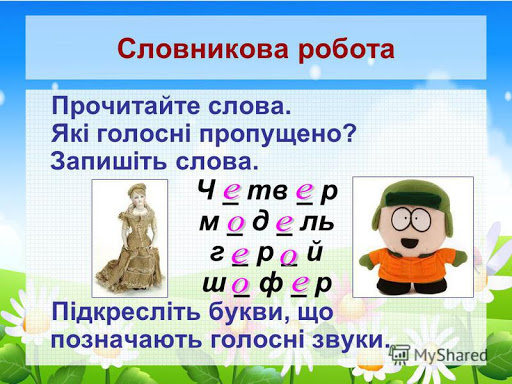 Словникова робота
Прочитайте слова.
Які голосні пропущено?
Запишіть слова.
Ч е тв е р
м о д е ль
г е р о й
ш о ф е р
Підкресліть букви, що
позначають голосні звуки.
MyShared